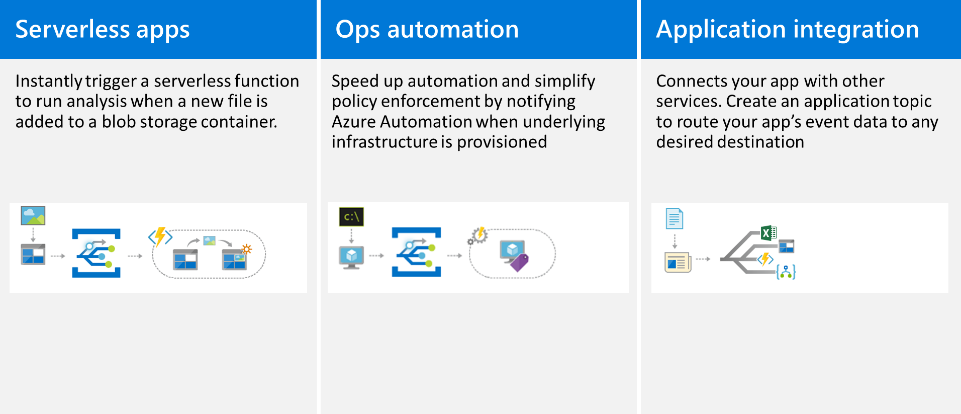 Serverless apps
Instantly trigger a serverless function
to run analysis when a new file is
added to a blob storage container.
Ops automation
Speed up automation and simplify
policy enforcement by notifying
Azure Automation when underlying
infrastructure is provisioned
c:\
Application integration
Connects your app with other
services. Create an application topic
to route your app’s event data to any
desired destination
X